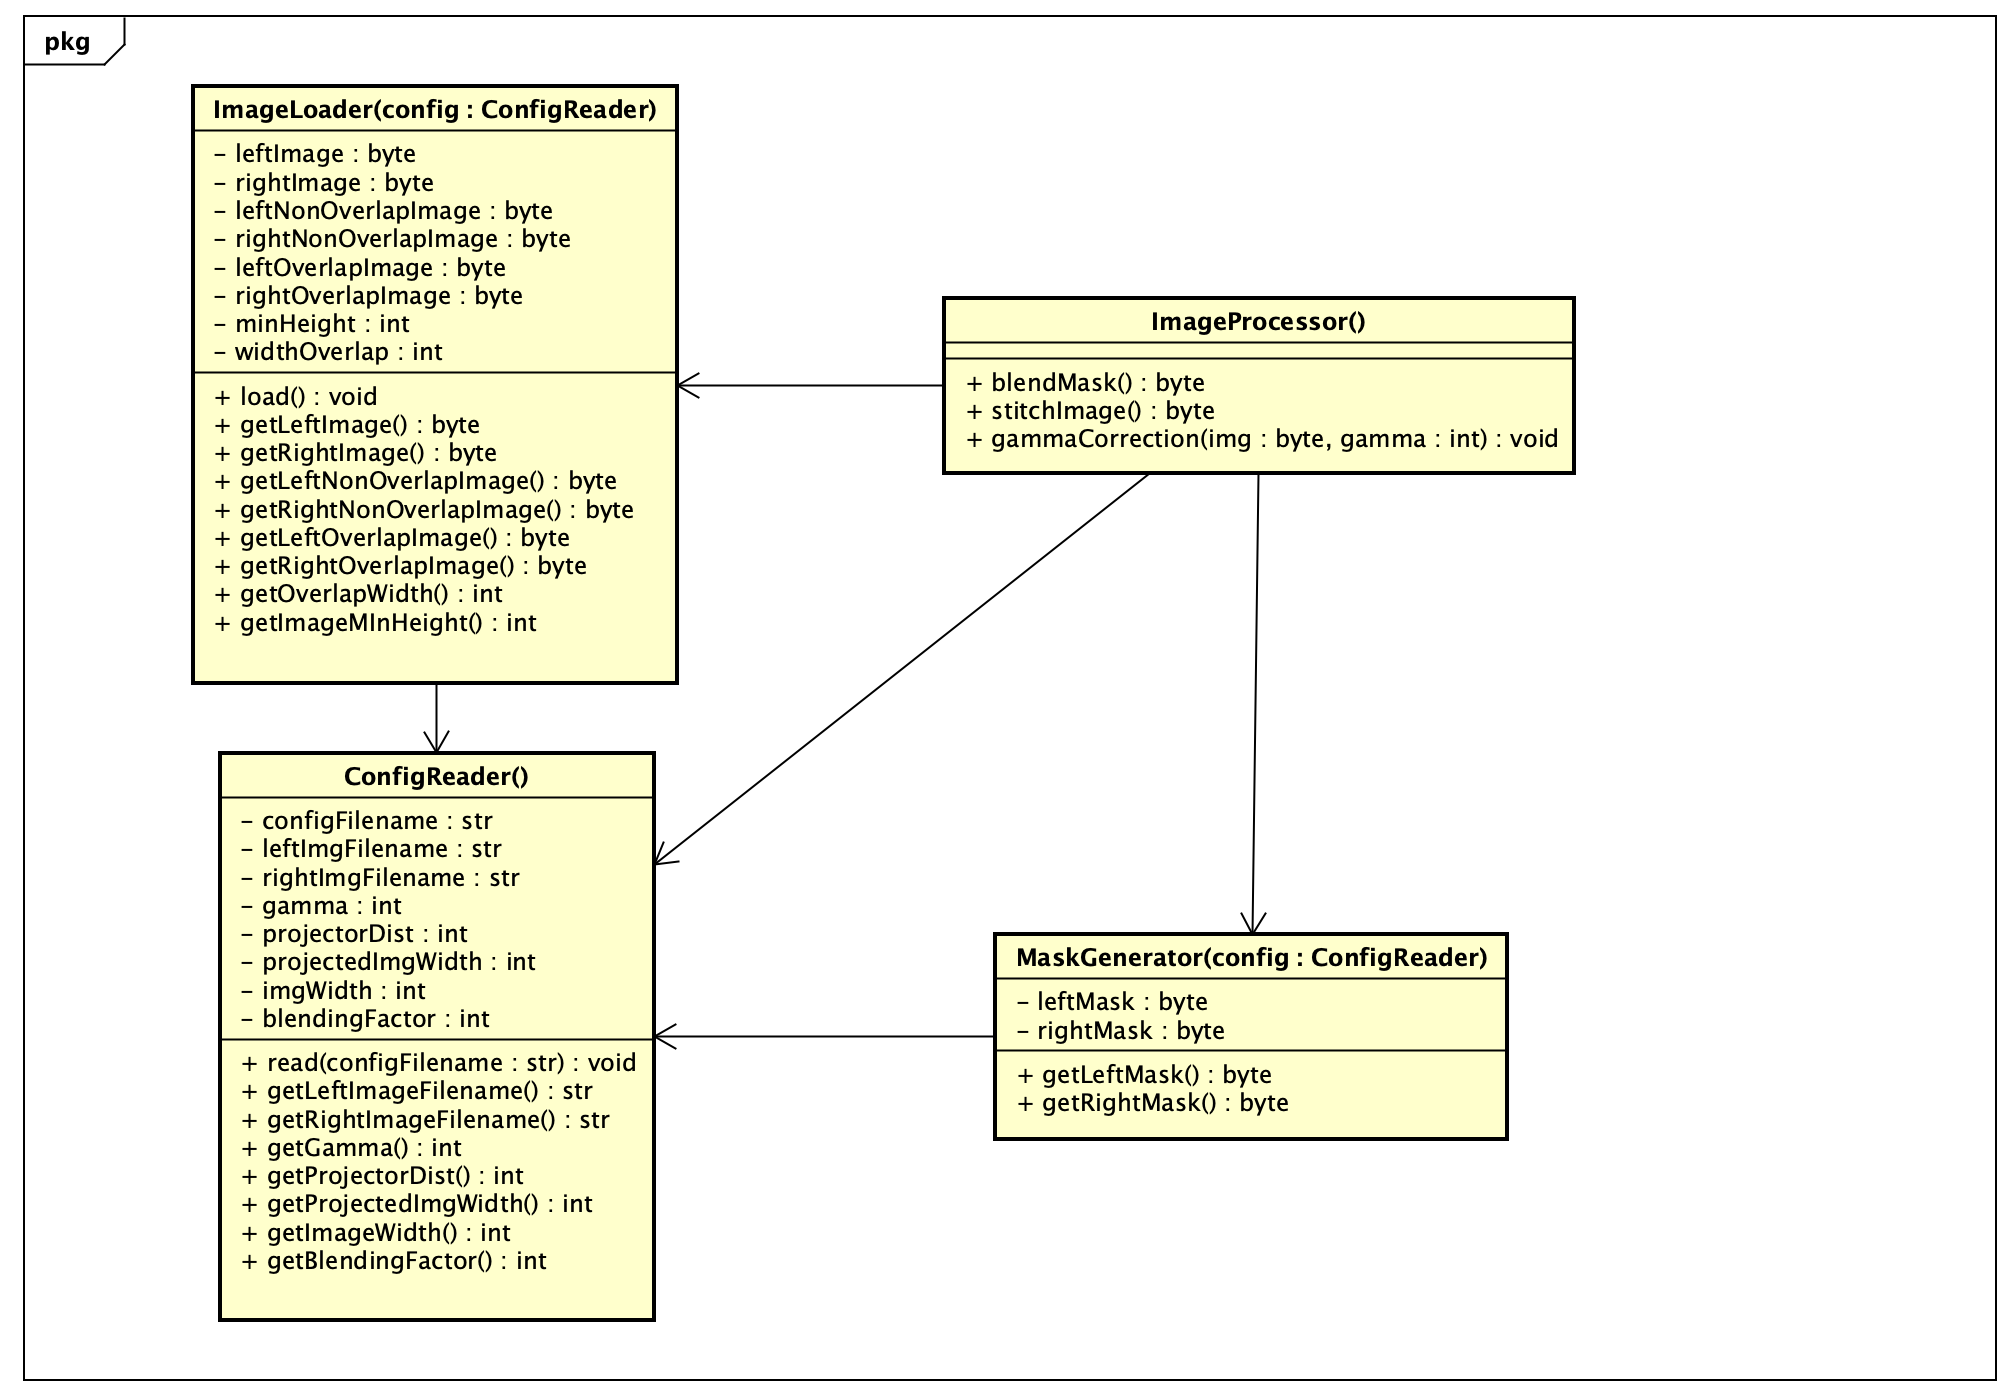 pkg
ImageLoader(config : ConfigReader)
- leftImage : byte
- rightImage : byte
- leftNonOverlapImage : byte
- rightNonOverlapImage : byte
- leftOverlapImage : byte
- rightOverlapImage : byte
- minHeight : int
- widthOverlap : int
+ load() : void
+ getLeftImage() : byte
+ getRightImage() : byte
+ getLeftNonOverlapImage() : byte
+ getRightNonOverlapImage() : byte
+ getLeftOverlapImage() : byte
+ getRightOverlapImage() : byte
+ getOverlapWidth() : int
+ getImageMInHeight() : int
ImageProcessor()
+ blendMask() : byte
+ stitchImage() : byte
+ gammaCorrection(img : byte, gamma : int) : void
ConfigReader()
- configFilename : str
- leftImgFilename : str
- rightImgFilename : str
- gamma : int
- projectorDist : int
- projectedImgWidth : int
- imgWidth : int
- blendingFactor : int
+ read(configFilename : str) : void
+ getLeftImageFilename() : str
+ getRightImageFilename() : str
+ getGamma() : int
+ getProjectorDist() : int
+ getProjectedImgWidth() : int
+ getImageWidth() : int
+ getBlendingFactor() : int
MaskGenerator(config : ConfigReader)
- leftMask : byte
- rightMask : byte
+ getLeftMask() : byte
+ getRightMask() : byte